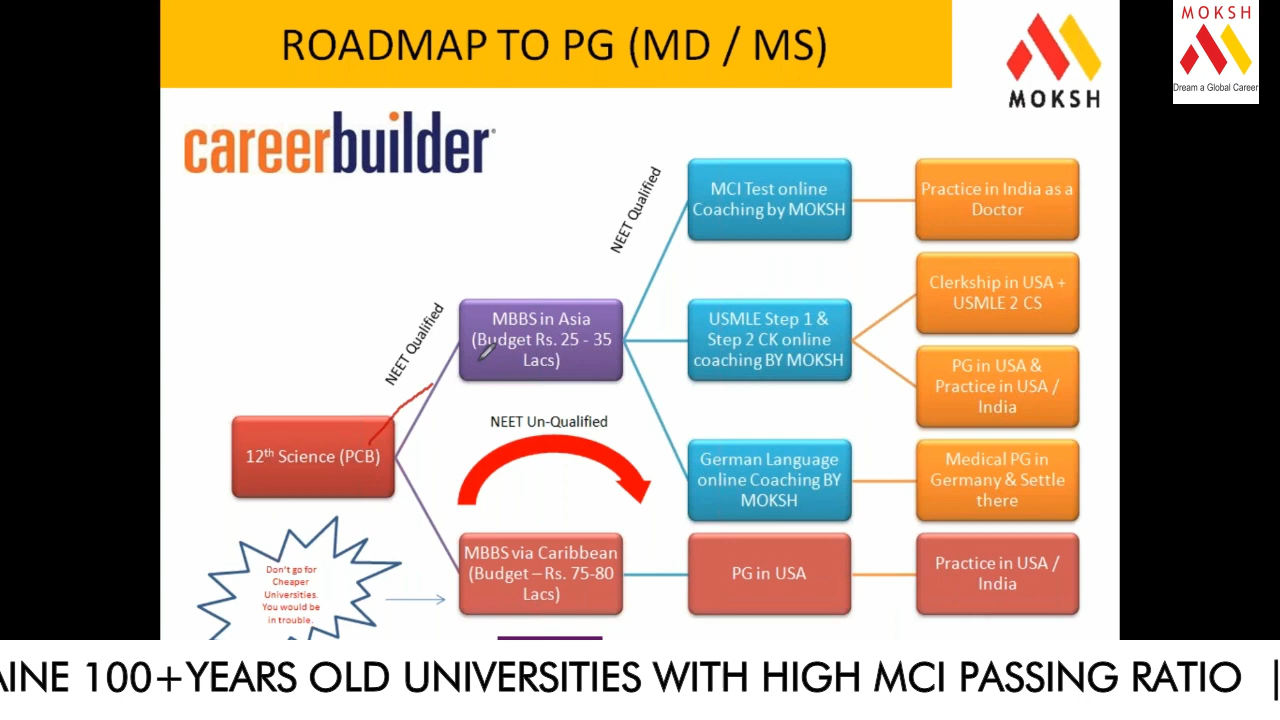 ROADMAP TO PG (MD / MS)
MOKSH
MOKSH
Dream a Global Career
careerbuilder
NEET Qualified
NEET Qualified
12th Science (PCB)
MBBS in Asia
(Budget Rs. 25 - 35
Lacs)
NEET Un-Qualified
MBBS via Caribbean
(Budget – Rs. 75-80
Lacs)
MCI Test online
Coaching by MOKSH
USMLE Step 1 &
Step 2 CK online
coaching BY MOKSH
German Language
online Coaching BY
MOKSH
PG in USA
Practice in India as a
Doctor
Clerkship in USA +
USMLE 2 CS
PG in USA &
Practice in USA /
India
Medical PG in
Germany & Settle
there
Practice in USA /
India
Don't go for
Cheaper
Universities.
You would be
in trouble.
AINE 100+YEARS OLD UNIVERSITIES WITH HIGH MCI PASSING RATIO |